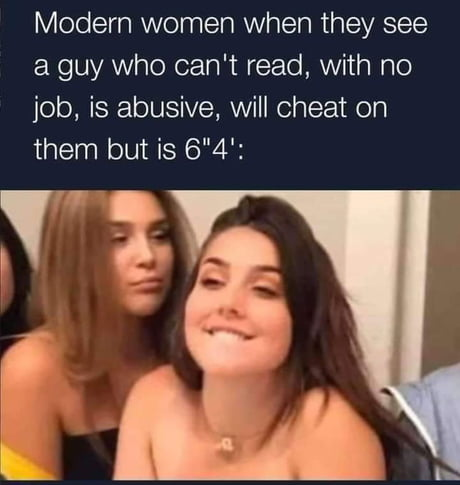 Modern women when they see
a guy who can't read, with no
job, is abusive, will cheat on
them but is 6"4':